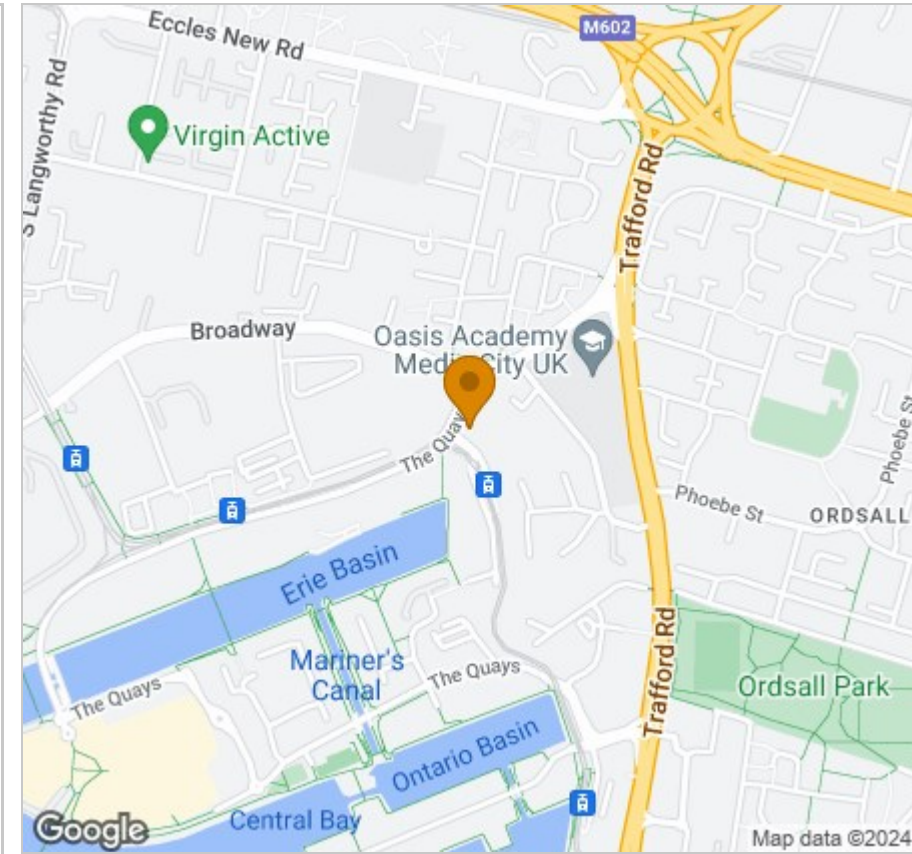 Eccles New Rd
M602
S Langworthy Rd
Virgin Active
Trafford Rd
Broadway
Oasis Academy
Media City UK
The Quays
Phoebe St
Phoebe St
ORDSALL
Erie Basin
Mariner's
Canal
The Quays
The Quays
Trafford Rd
Ordsall Park
Ontario Basin
Central Bay
Google
Map data ©2024